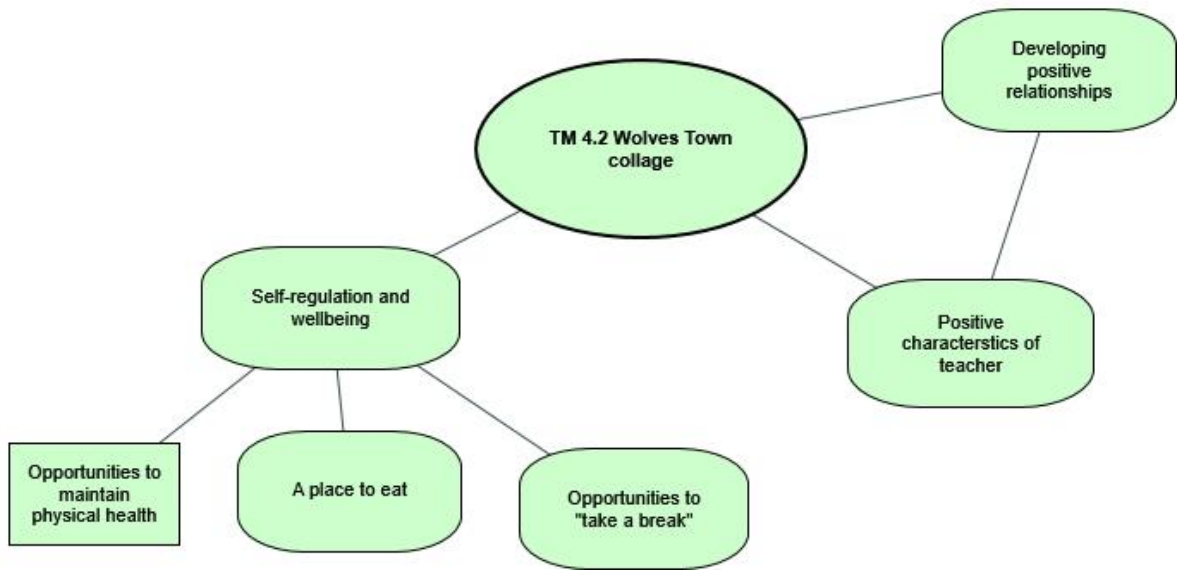 Developing
positive
relationships
TM 4.2 Wolves Town
collage
Self-regulation and
wellbeing
Positive
characterstics of
teacher
Opportunities to
maintain
physical health
A place to eat
Opportunities to
"take a break"